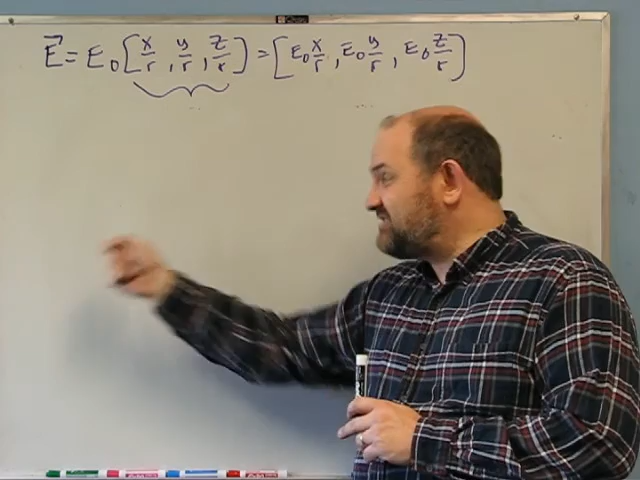 E⃗ = E₀ [x/r, y/r, z/r] = [E₀ x/r, E₀ y/r, E₀ z/r]